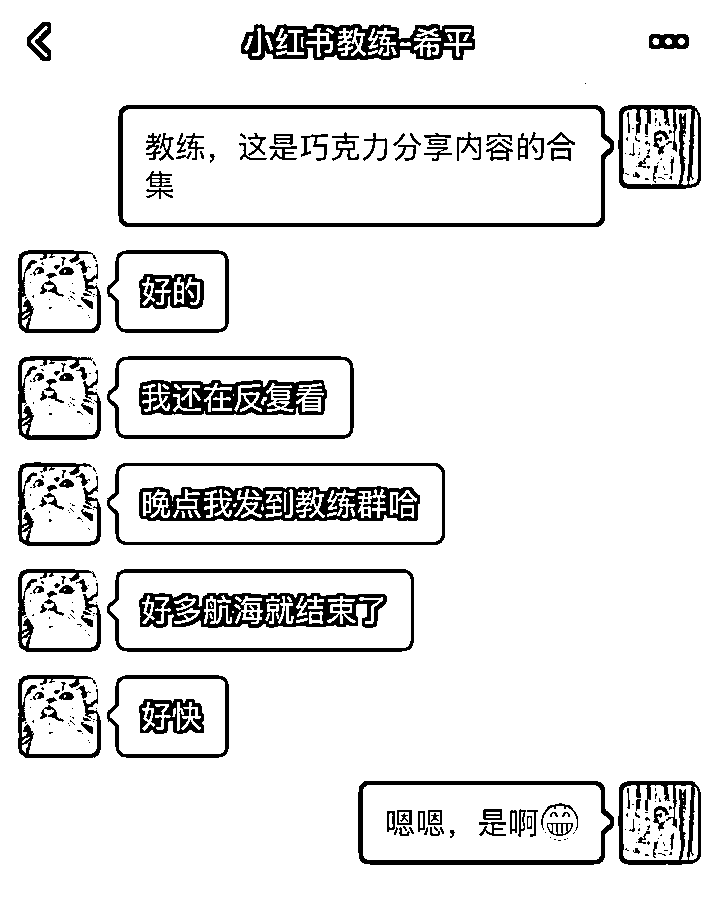 小红书教练-希平
教练，这是巧克力分享内容的合
集
好的
我还在反复看
晚点我发到教练群哈
好多航海就结束了
好快
嗯嗯，是啊😁